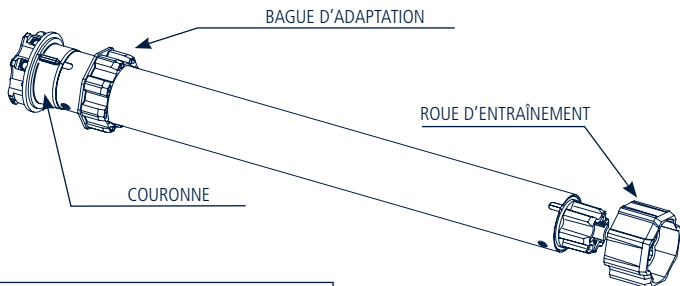 BAGUE D’ADAPTATION
ROUE D’ENTRAÎNEMENT
COURONNE